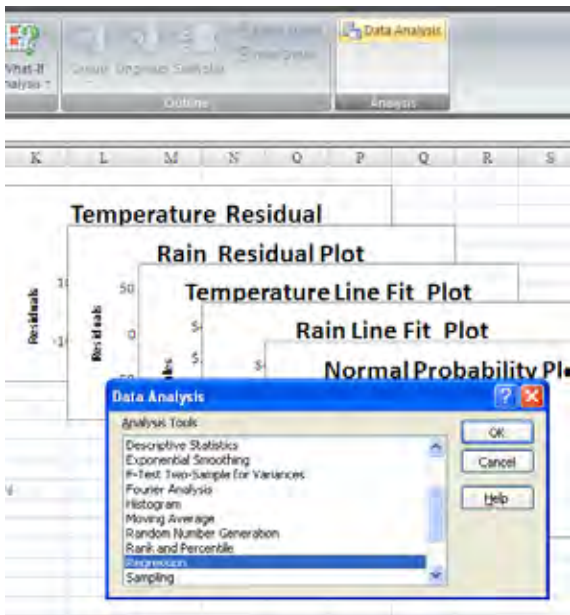 What-If
Analysis
Group Ungroup Subtotal
Outline
Data Analysis
Analysis
K L M N O P Q R S
Temperature Residual
Rain Residual Plot
Temperature Line Fit Plot
Rain Line Fit Plot
Normal Probability Pl
Residuals
Residuals
50
0
Data Analysis
Analysis Tools
Descriptive Statistics
Exponential Smoothing
F-Test Two-Sample for Variances
Fourier Analysis
Histogram
Moving Average
Random Number Generation
Rank and Percentile
Regression
Sampling
OK
Cancel
Help